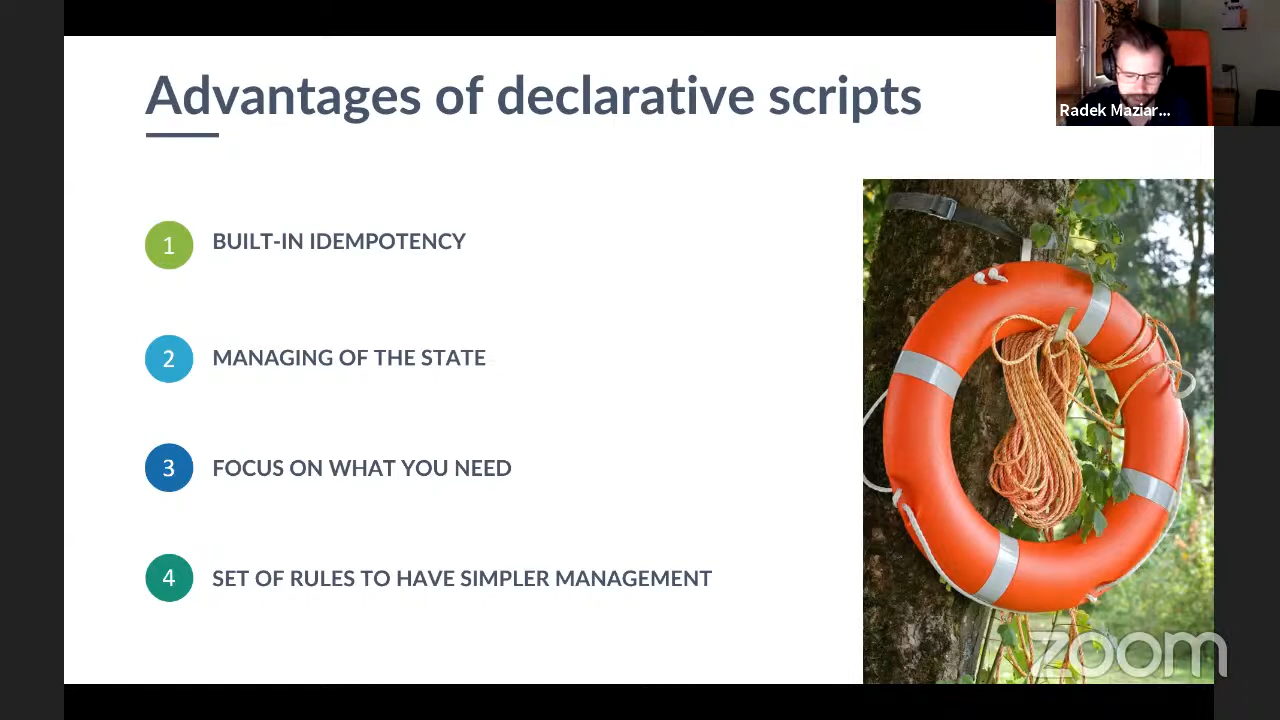 Advantages of declarative scripts
Radek Maziar...
1 BUILT-IN IDEMPOTENCY
2 MANAGING OF THE STATE
3 FOCUS ON WHAT YOU NEED
4 SET OF RULES TO HAVE SIMPLER MANAGEMENT
zoom